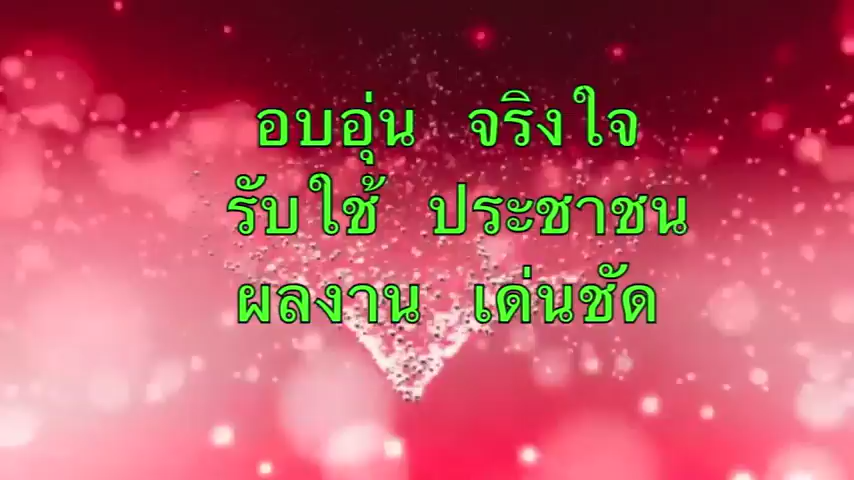 อบอุ่น จริงใจ
รับใช้ ประชาชน
ผลงาน เด่นชัด